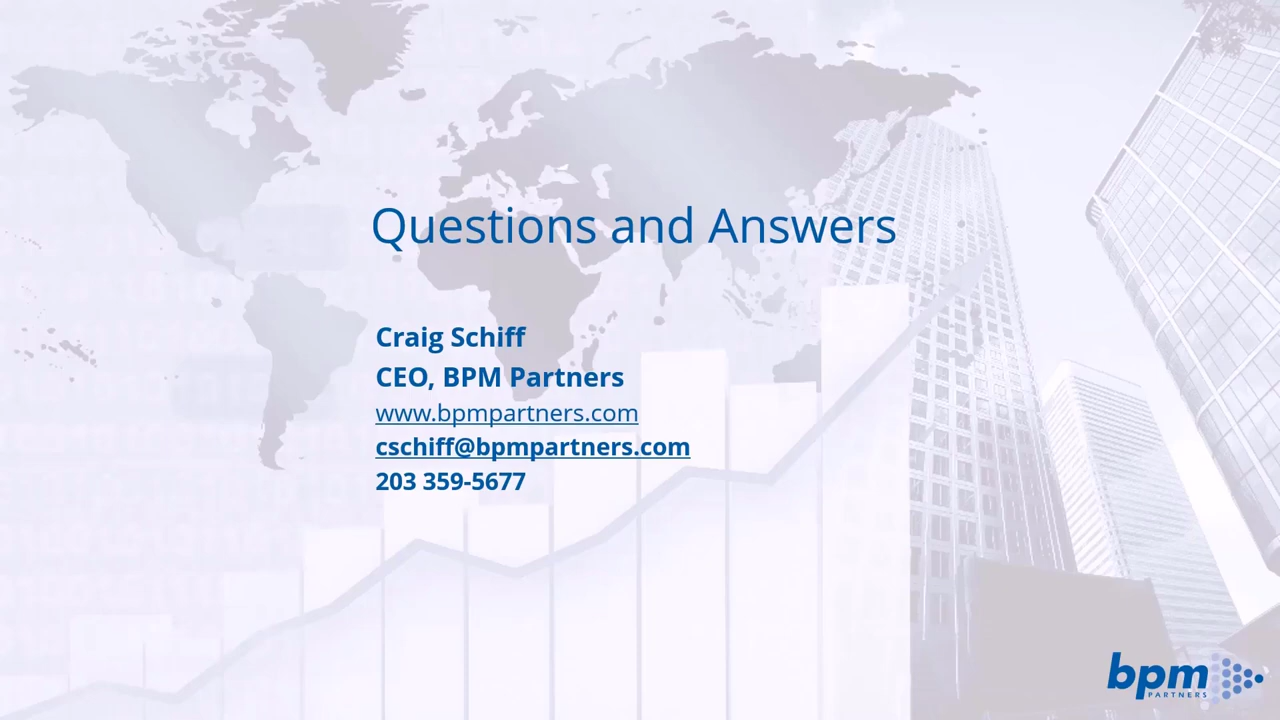 Questions and Answers
Craig Schiff
CEO, BPM Partners
www.bpmpartners.com
cschiff@bpmpartners.com
203 359-5677
bpm
PARTNERS